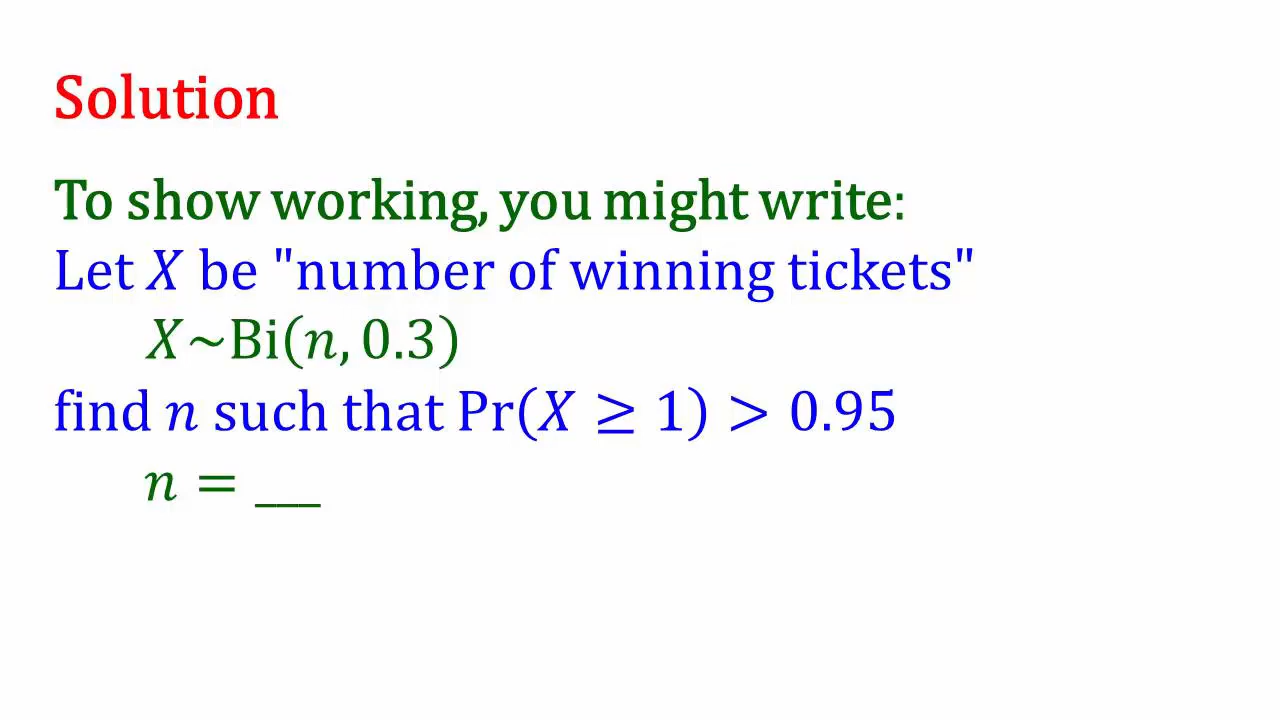 Solution
To show working, you might write:
Let X be "number of winning tickets"
X~Bi(n, 0.3)
find n such that Pr(X ≥ 1) > 0.95
n = ___